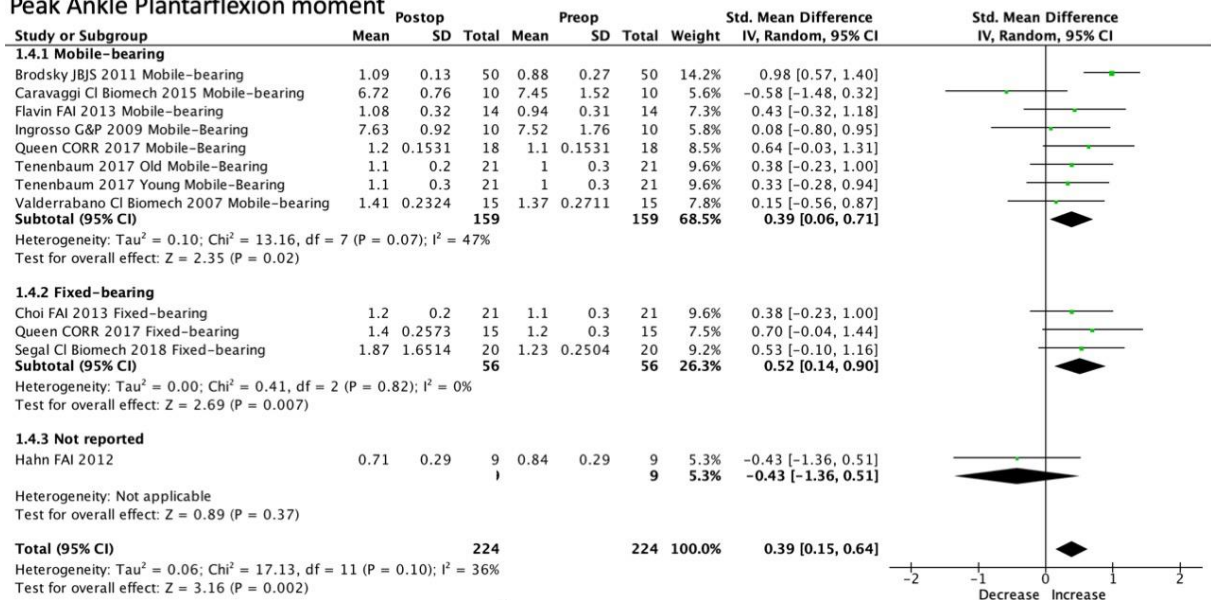 Peak Ankle Plantarflexion moment
Postop Preop Std. Mean Difference Std. Mean Difference
Study or Subgroup Mean SD Total Mean SD Total Weight IV, Random, 95% CI IV, Random, 95% CI
1.4.1 Mobile-bearing
Brodsky JBJS 2011 Mobile-bearing 1.09 0.13 50 0.88 0.27 50 14.2% 0.98 [0.57, 1.40]
Caravaggi Cl Biomech 2015 Mobile-bearing 6.72 0.76 10 7.45 1.52 10 5.6% -0.58 [-1.48, 0.32]
Flavin FAI 2013 Mobile-bearing 1.08 0.32 14 0.94 0.31 14 7.3% 0.43 [-0.32, 1.18]
Ingrosso G&P 2009 Mobile-Bearing 7.63 0.92 10 7.52 1.76 10 5.8% 0.08 [-0.80, 0.95]
Queen CORR 2017 Mobile-Bearing 1.2 0.1531 18 1.1 0.1531 18 8.5% 0.64 [-0.03, 1.31]
Tenenbaum 2017 Old Mobile-Bearing 1.1 0.2 21 1 0.3 21 9.6% 0.38 [-0.23, 1.00]
Tenenbaum 2017 Young Mobile-Bearing 1.1 0.3 21 1 0.3 21 9.6% 0.33 [-0.28, 0.94]
Valderrabano Cl Biomech 2007 Mobile-bearing 1.41 0.2324 15 1.37 0.2711 15 7.8% 0.15 [-0.56, 0.87]
Subtotal (95% CI) 159 159 68.5% 0.39 [0.06, 0.71]
Heterogeneity: Tau² = 0.10; Chi² = 13.16, df = 7 (P = 0.07); I² = 47%
Test for overall effect: Z = 2.35 (P = 0.02)
1.4.2 Fixed-bearing
Choi FAI 2013 Fixed-bearing 1.2 0.2 21 1.1 0.3 21 9.6% 0.38 [-0.23, 1.00]
Queen CORR 2017 Fixed-bearing 1.4 0.2573 15 1.2 0.3 15 7.5% 0.70 [-0.04, 1.44]
Segal Cl Biomech 2018 Fixed-bearing 1.87 1.6514 20 1.23 0.2504 20 9.2% 0.53 [-0.10, 1.16]
Subtotal (95% CI) 56 56 26.3% 0.52 [0.14, 0.90]
Heterogeneity: Tau² = 0.00; Chi² = 0.41, df = 2 (P = 0.82); I² = 0%
Test for overall effect: Z = 2.69 (P = 0.007)
1.4.3 Not reported
Hahn FAI 2012 0.71 0.29 9 0.84 0.29 9 5.3% -0.43 [-1.36, 0.51]
9 5.3% -0.43 [-1.36, 0.51]
Heterogeneity: Not applicable
Test for overall effect: Z = 0.89 (P = 0.37)
Total (95% CI) 224 224 100.0% 0.39 [0.15, 0.64]
Heterogeneity: Tau² = 0.06; Chi² = 17.13, df = 11 (P = 0.10); I² = 36%
Test for overall effect: Z = 3.16 (P = 0.002)
-2 -1 0 1 2
Decrease Increase